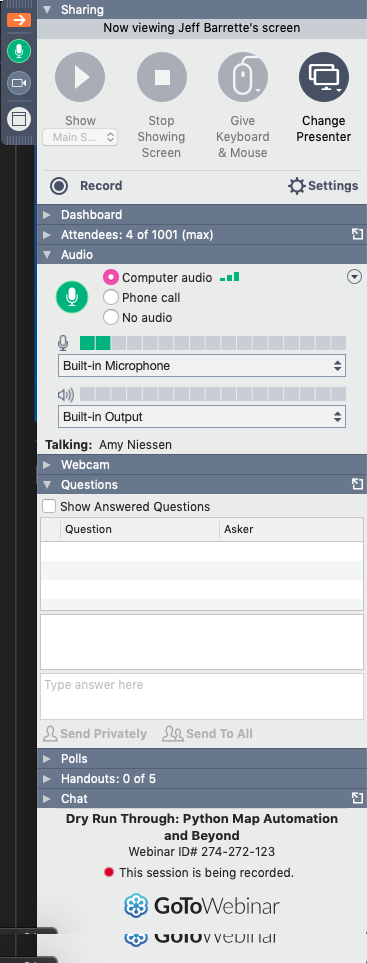 Sharing
Now viewing Jeff Barrette's screen
Show
Main S...
Stop
Showing
Screen
Give
Keyboard
& Mouse
Change
Presenter
Record
Settings
Dashboard
Attendees: 4 of 1001 (max)
Audio
Computer audio
Phone call
No audio
Built-in Microphone
Built-in Output
Talking: Amy Niessen
Webcam
Questions
Show Answered Questions
Question Asker
Type answer here
Send Privately Send To All
Polls
Handouts: 0 of 5
Chat
Dry Run Through: Python Map Automation
and Beyond
Webinar ID# 274-272-123
This session is being recorded.
GoToWebinar
GoToWebinar